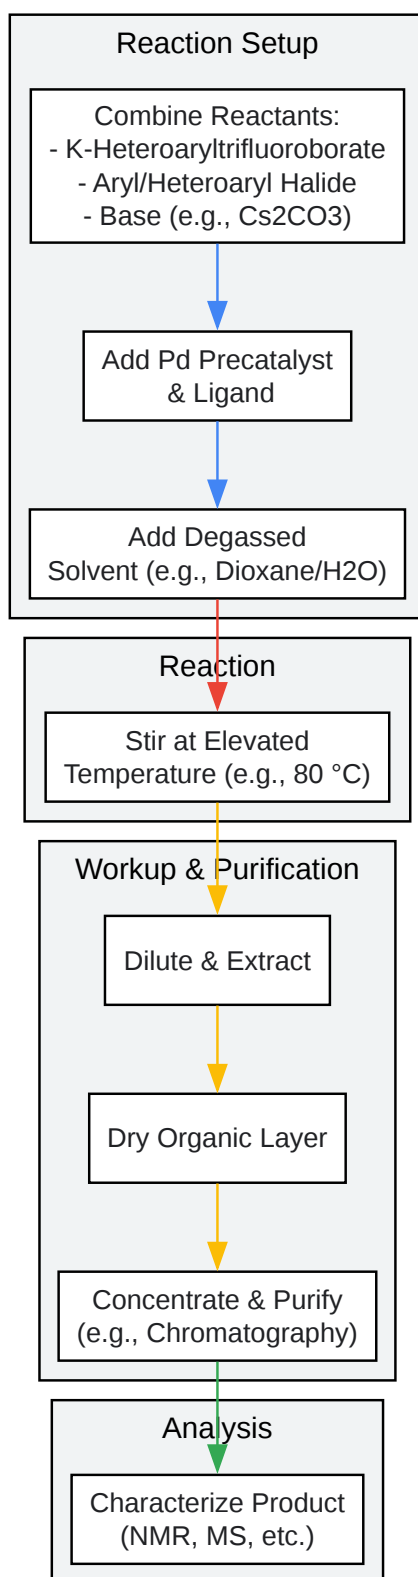 Reaction Setup
Combine Reactants:
- K-Heteroaryltrifluoroborate
- Aryl/Heteroaryl Halide
- Base (e.g., Cs2CO3)
Add Pd Precatalyst
& Ligand
Add Degassed
Solvent (e.g., Dioxane/H2O)
Reaction
Stir at Elevated
Temperature (e.g., 80 °C)
Workup & Purification
Dilute & Extract
Dry Organic Layer
Concentrate & Purify
(e.g., Chromatography)
Analysis
Characterize Product
(NMR, MS, etc.)